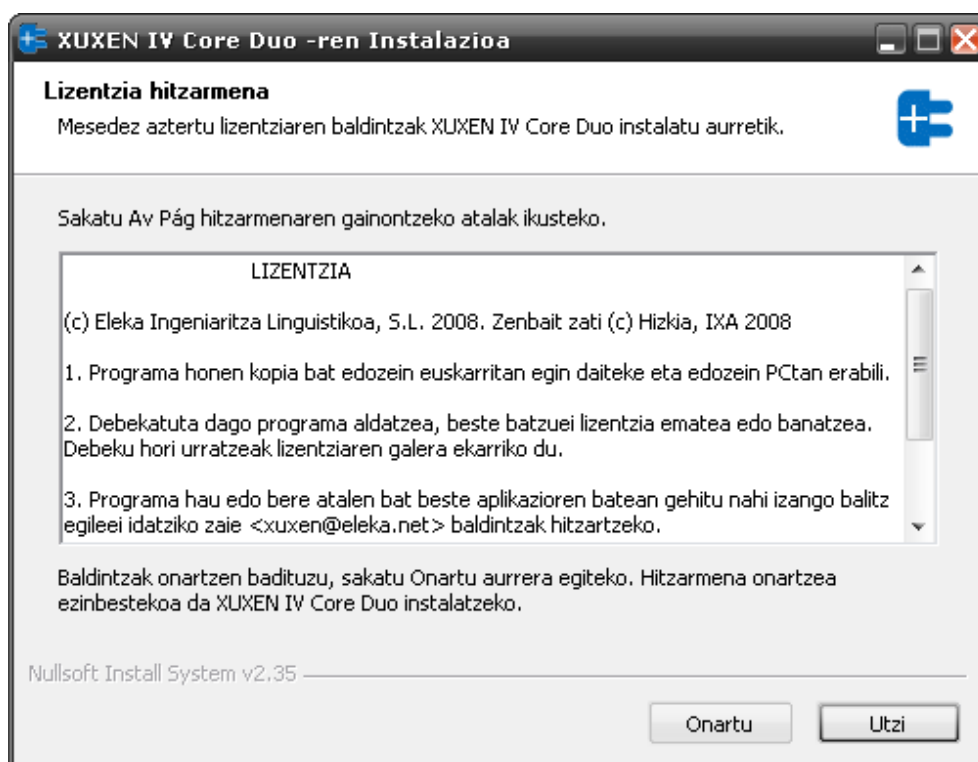 XUXEN IV Core Duo -ren Instalazioa
Lizentzia hitzarmena
Mesedez aztertu lizentziaren baldintzak XUXEN IV Core Duo instalatu aurretik.
Sakatu Av Pág hitzarmenaren gainontzeko atalak ikusteko.
LIZENTZIA
(c) Eleka Ingeniaritza Linguistikoa, S.L. 2008. Zenbait zati (c) Hizkia, IXA 2008
1. Programa honen kopia bat edozein euskarritan egin daiteke eta edozein PCtan erabili.
2. Debekatuta dago programa aldatzea, beste batzuei lizentzia ematea edo banatzea.
Debeku hori urratzeak lizentziaren galera ekarriko du.
3. Programa hau edo bere atalen bat beste aplikazioren batean gehitu nahi izango balitz
egileei idatziko zaie <xuxen@eleka.net> baldintzak hitzartzeko.
Baldintzak onartzen badituzu, sakatu Onartu aurrera egiteko. Hitzarmena onartzea
ezinbestekoa da XUXEN IV Core Duo instalatzeko.
Nullsoft Install System v2.35
Onartu
Utzi